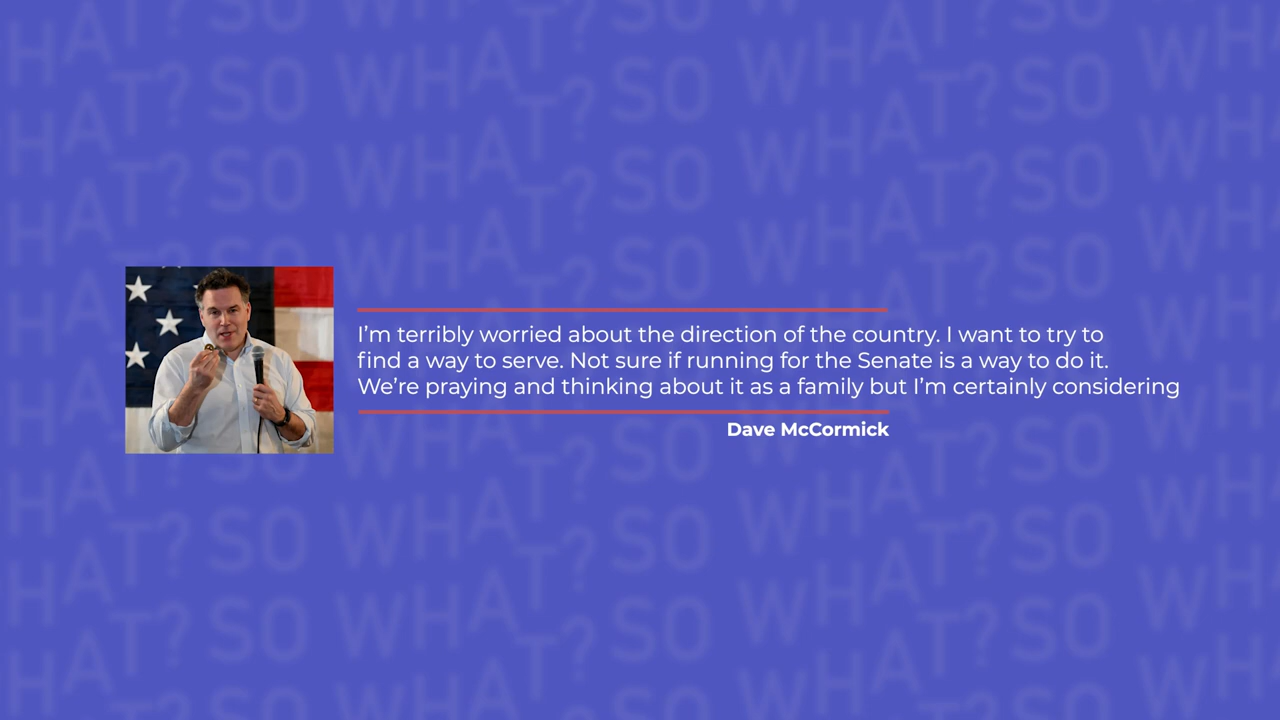 I'm terribly worried about the direction of the country. I want to try to
find a way to serve. Not sure if running for the Senate is a way to do it.
We're praying and thinking about it as a family but I'm certainly considering
Dave McCormick
SO WHAT?